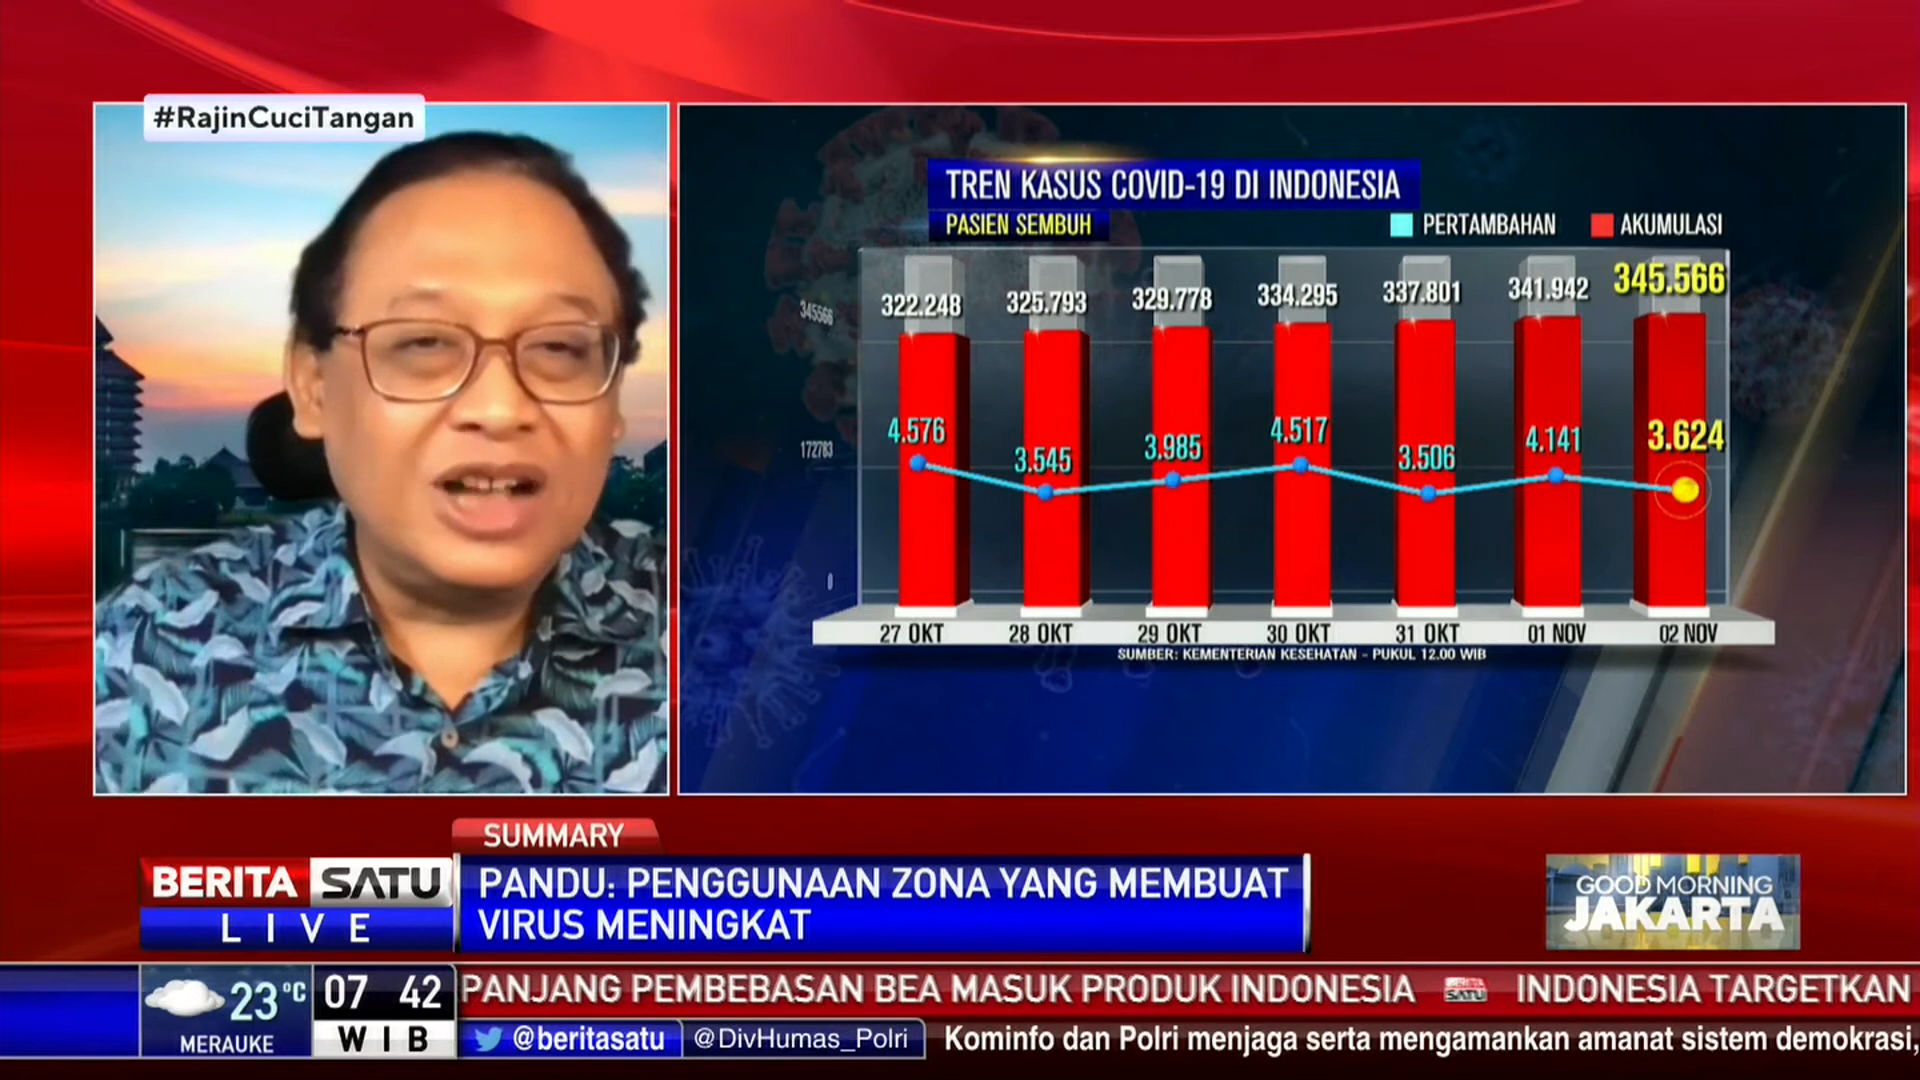 #RajinCuciTangan
TREN KASUS COVID-19 DI INDONESIA
PASIEN SEMBUH
PERTAMBAHAN
AKUMULASI
345566
172783
0
322.248
325.793
329.778
334.295
337.801
341.942
345.566
4.576
3.545
3.985
4.517
3.506
4.141
3.624
27 OKT
28 OKT
29 OKT
30 OKT
31 OKT
01 NOV
02 NOV
SUMBER: KEMENTERIAN KESEHATAN - PUKUL 12.00 WIB
SUMMARY
BERITA SATU
LIVE
PANDU: PENGGUNAAN ZONA YANG MEMBUAT
VIRUS MENINGKAT
GOOD MORNING
JAKARTA
23°C
MERAUKE
07 42
WIB
PANJANG PEMBEBASAN BEA MASUK PRODUK INDONESIA
BERITA
SATU
INDONESIA TARGETKAN
@beritasatu
@DivHumas_Polri
Kominfo dan Polri menjaga serta mengamankan amanat sistem demokrasi,